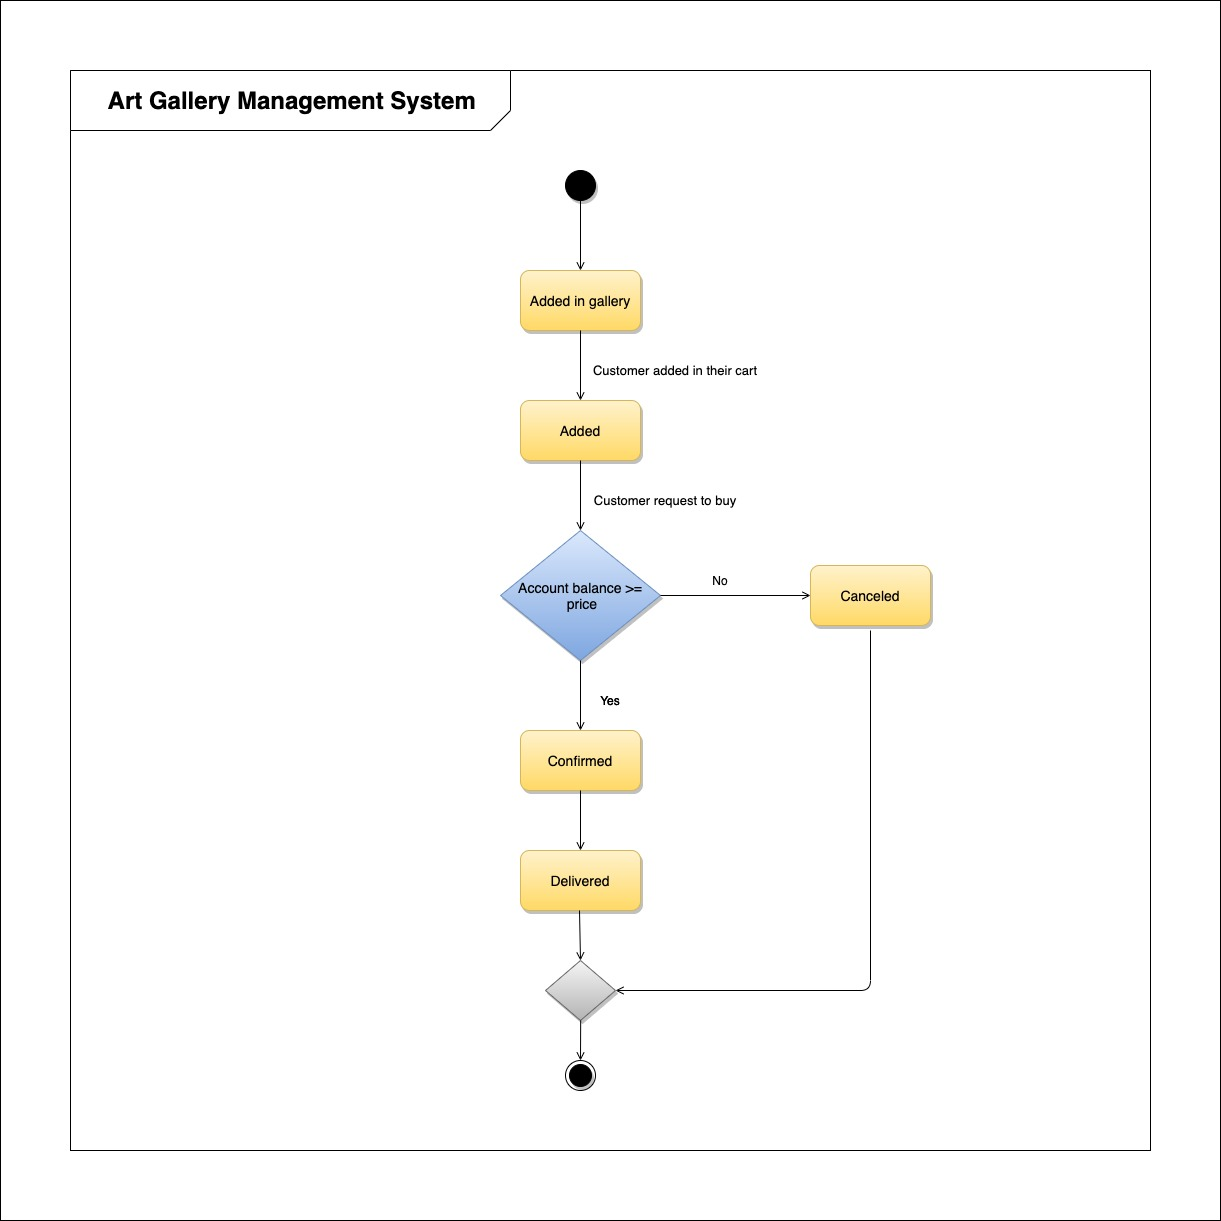 Art Gallery Management System
Added in gallery
Customer added in their cart
Added
Customer request to buy
Account balance >=
price
No
Canceled
Yes
Confirmed
Delivered